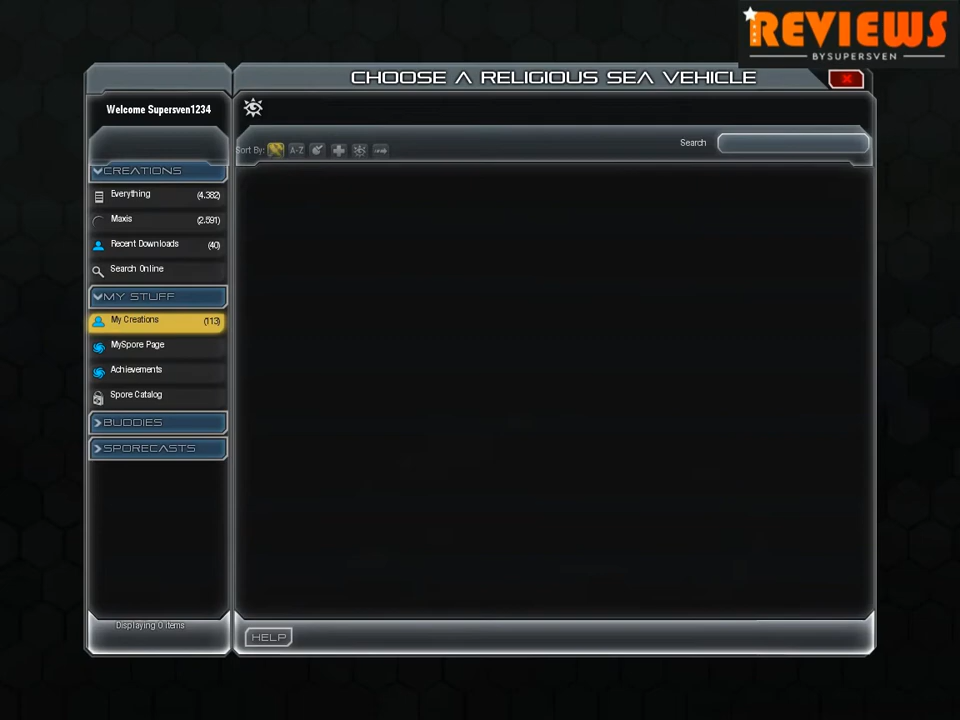 REVIEWS
BYSUPERSVEN
CHOOSE A RELIGIOUS SEA VEHICLE
Welcome Supersven1234
Sort By:
A-Z
Search
CREATIONS
Everything (4.382)
Maxis (2.591)
Recent Downloads (40)
Search Online
MY STUFF
My Creations (113)
MySpore Page
Achievements
Spore Catalog
BUDDIES
SPORECASTS
Displaying 0 items
HELP